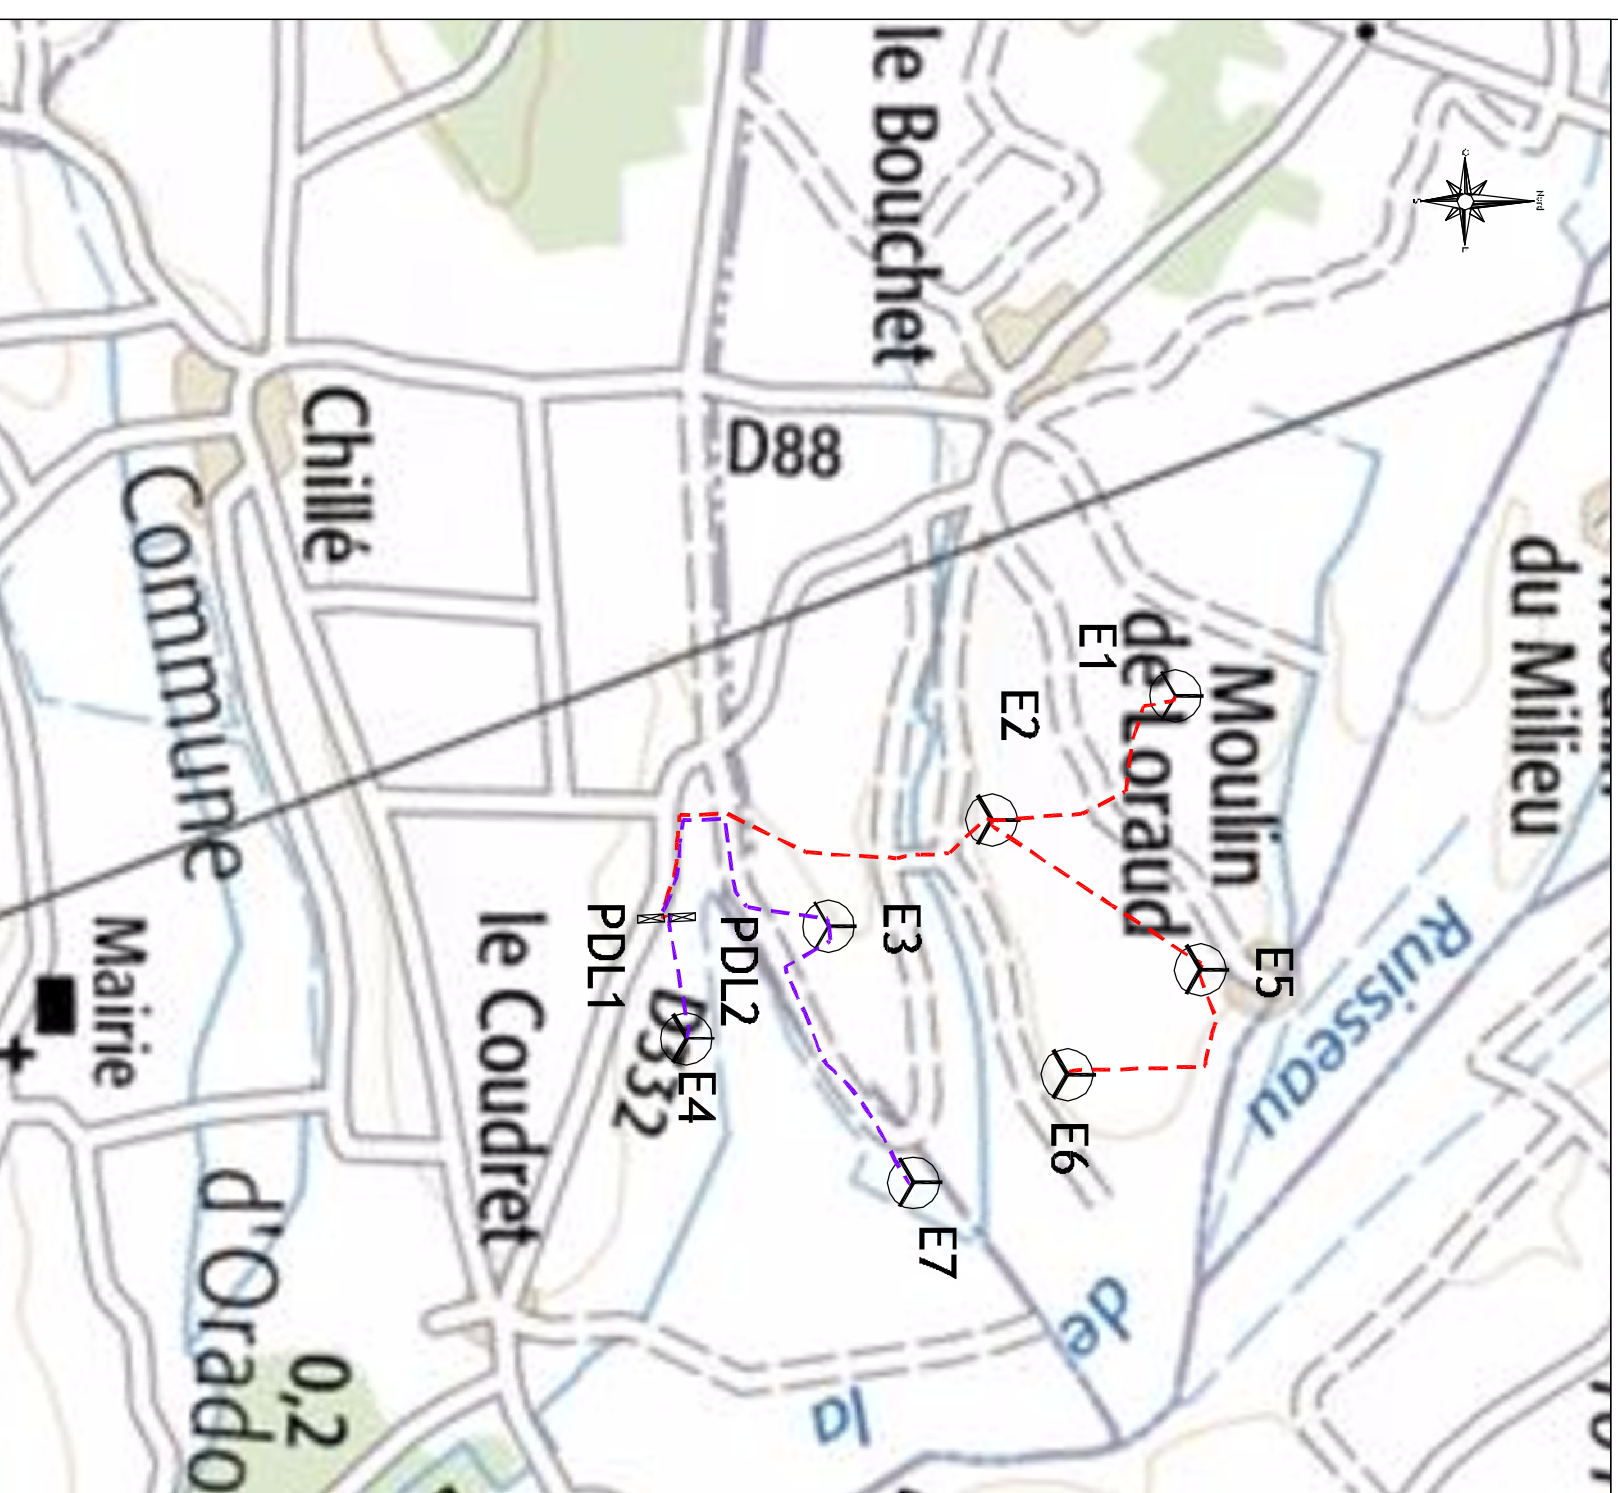 le Bouchet
Nord
O
S
L
D88
Chillé
Commune
du Milieu
Moulin
de Loraud
E1
E2
E3
E5
PDL1
PDL2
D332
E4
E6
E7
le Coudret
Mairie
Ruisseau
de
la
d'Orado
0,2